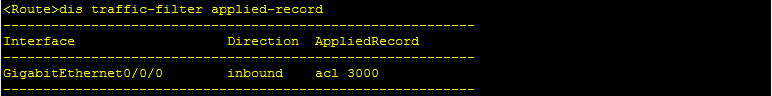 <Route>dis traffic-filter applied-record
-----------------------------------------------------------
Interface                   Direction  AppliedRecord
-----------------------------------------------------------
GigabitEthernet0/0/0        inbound    acl 3000
-----------------------------------------------------------